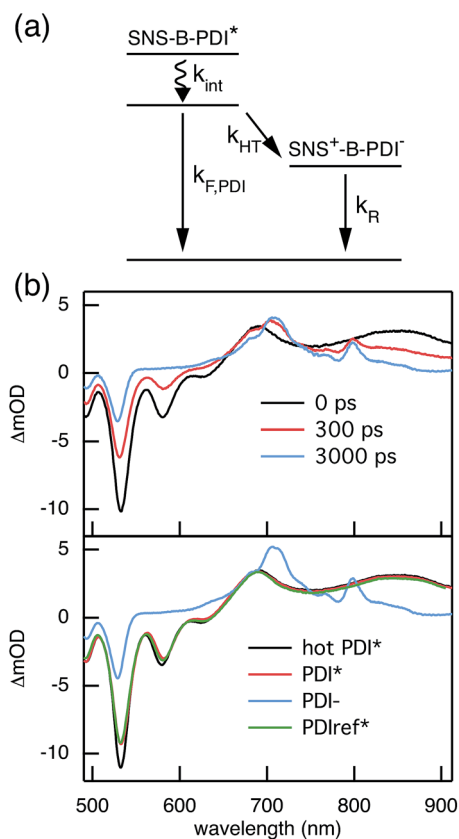 (a)
SNS-B-PDI*
k_int
k_HT
SNS⁺-B-PDI⁻
k_F,PDI
k_R
(b)
5
0
-5
-10
ΔmOD
0 ps
300 ps
3000 ps
5
0
-5
-10
ΔmOD
hot PDI*
PDI*
PDI-
PDIref*
500
600
700
800
900
wavelength (nm)